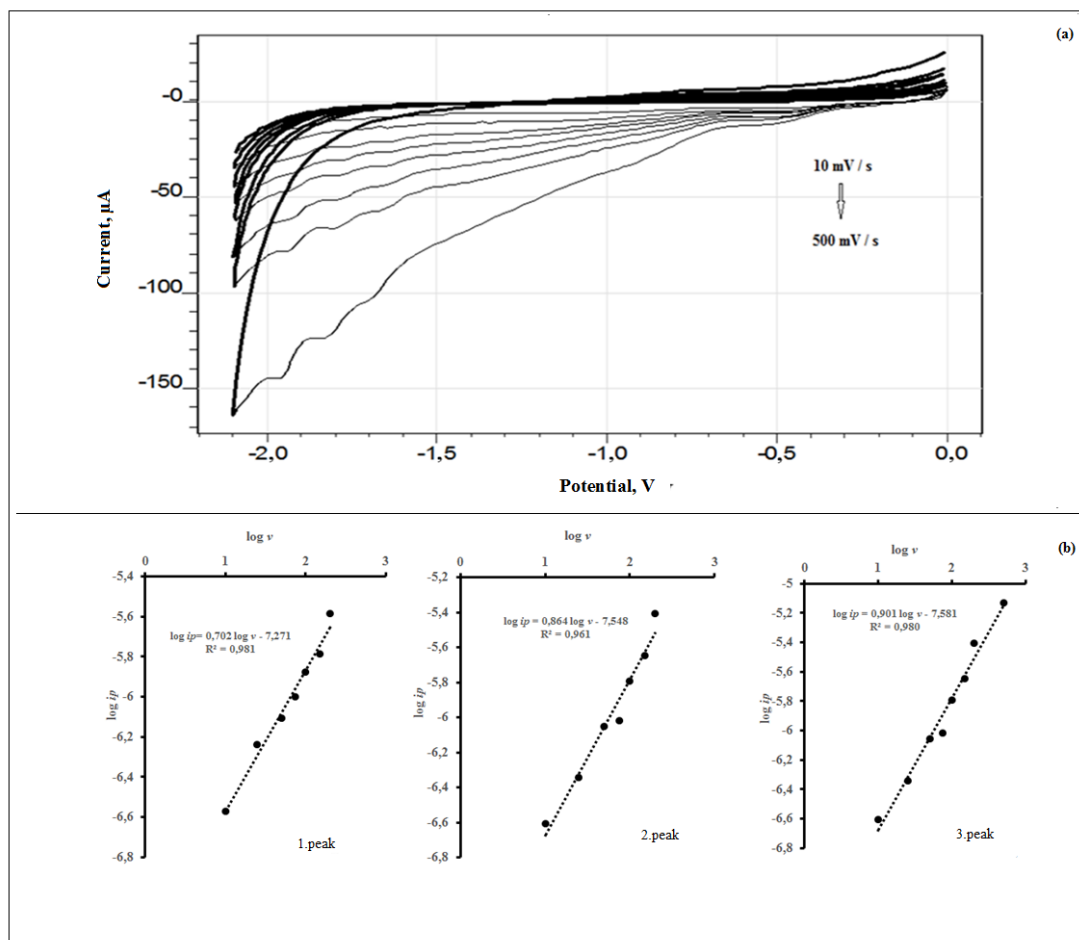 (a)
-0
-50
-100
-150
Current, µA
10 mV / s
500 mV / s
-2,0 -1,5 -1,0 -0,5 0,0
Potential, V
(b)
log v
0 1 2 3
-5,4
-5,6
-5,8
-6
-6,2
-6,4
-6,6
-6,8
log ip
log ip= 0,702 log v - 7,271
R² = 0,981
1.peak
log v
0 1 2 3
-5,2
-5,4
-5,6
-5,8
-6
-6,2
-6,4
-6,6
-6,8
log ip
log ip = 0,864 log v - 7,548
R² = 0,961
2.peak
log v
0 1 2 3
-5
-5,2
-5,4
-5,6
-5,8
-6
-6,2
-6,4
-6,6
-6,8
log ip
log ip = 0,901 log v - 7,581
R² = 0,980
3.peak